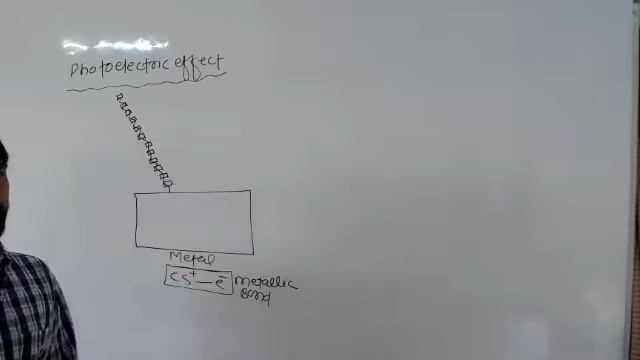 Photoelectric effect
Metal
Cs⁺ — e⁻ Metallic
Bond